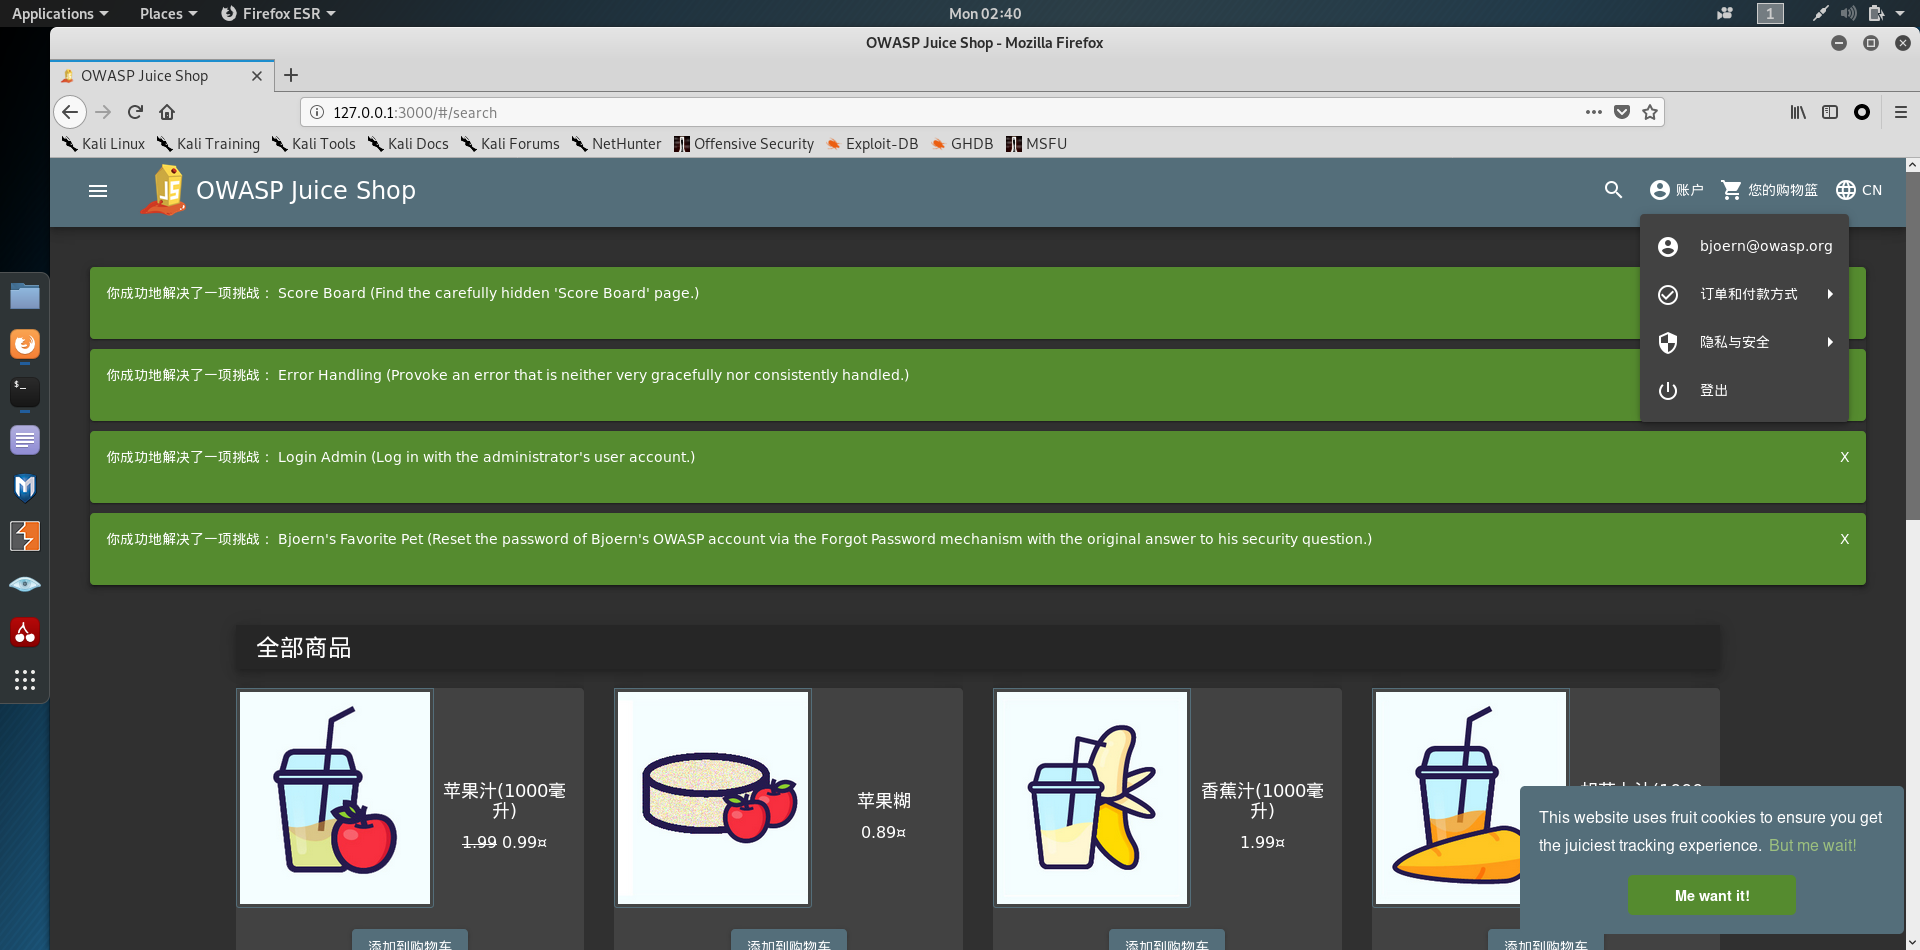 Applications Places Firefox ESR Mon 02:40 1
OWASP Juice Shop - Mozilla Firefox
OWASP Juice Shop
127.0.0.1:3000/#/search
Kali Linux Kali Training Kali Tools Kali Docs Kali Forums NetHunter Offensive Security Exploit-DB GHDB MSFU
JS OWASP Juice Shop 账户 您的购物篮 CN
bjoern@owasp.org
订单和付款方式
隐私与安全
登出
你成功地解决了一项挑战： Score Board (Find the carefully hidden 'Score Board' page.)
你成功地解决了一项挑战： Error Handling (Provoke an error that is neither very gracefully nor consistently handled.)
你成功地解决了一项挑战： Login Admin (Log in with the administrator's user account.) X
你成功地解决了一项挑战： Bjoern's Favorite Pet (Reset the password of Bjoern's OWASP account via the Forgot Password mechanism with the original answer to his security question.) X
全部商品
苹果汁(1000毫
升)
1.99 0.99¤
添加到购物车
苹果糊
0.89¤
添加到购物车
香蕉汁(1000毫
升)
1.99¤
添加到购物车
添加到购物车
This website uses fruit cookies to ensure you get
the juiciest tracking experience. But me wait!
Me want it!